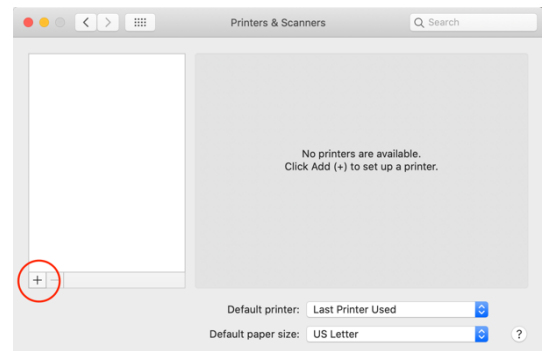 Printers & Scanners
Search
No printers are available.
Click Add (+) to set up a printer.
+ −
Default printer: Last Printer Used
Default paper size: US Letter
?